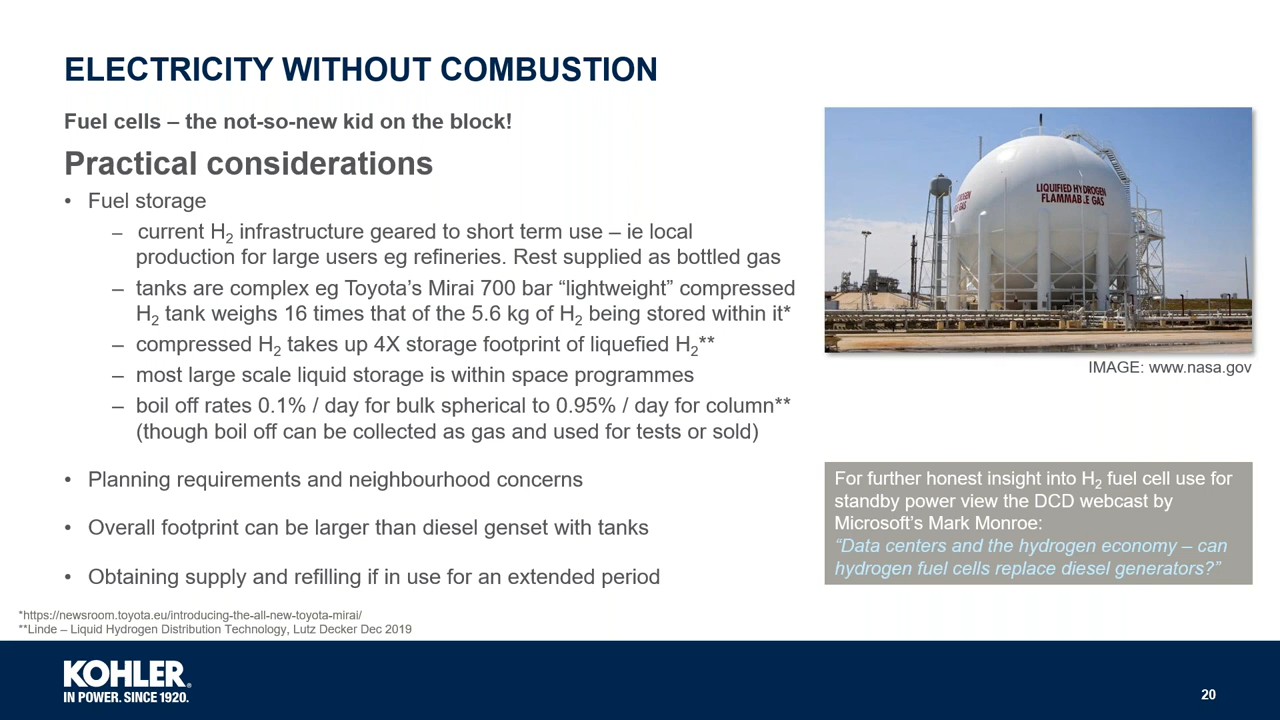 ELECTRICITY WITHOUT COMBUSTION
Fuel cells – the not-so-new kid on the block!
Practical considerations
• Fuel storage
– current H₂ infrastructure geared to short term use – ie local
production for large users eg refineries. Rest supplied as bottled gas
– tanks are complex eg Toyota’s Mirai 700 bar “lightweight” compressed
H₂ tank weighs 16 times that of the 5.6 kg of H₂ being stored within it*
– compressed H₂ takes up 4X storage footprint of liquefied H₂**
– most large scale liquid storage is within space programmes
– boil off rates 0.1% / day for bulk spherical to 0.95% / day for column**
(though boil off can be collected as gas and used for tests or sold)
• Planning requirements and neighbourhood concerns
• Overall footprint can be larger than diesel genset with tanks
• Obtaining supply and refilling if in use for an extended period
LIQUIFIED HYDROGEN
FLAMMABLE GAS
IMAGE: www.nasa.gov
For further honest insight into H₂ fuel cell use for
standby power view the DCD webcast by
Microsoft’s Mark Monroe:
“Data centers and the hydrogen economy – can
hydrogen fuel cells replace diesel generators?”
*https://newsroom.toyota.eu/introducing-the-all-new-toyota-mirai/
**Linde – Liquid Hydrogen Distribution Technology, Lutz Decker Dec 2019
KOHLER®
IN POWER. SINCE 1920.
20